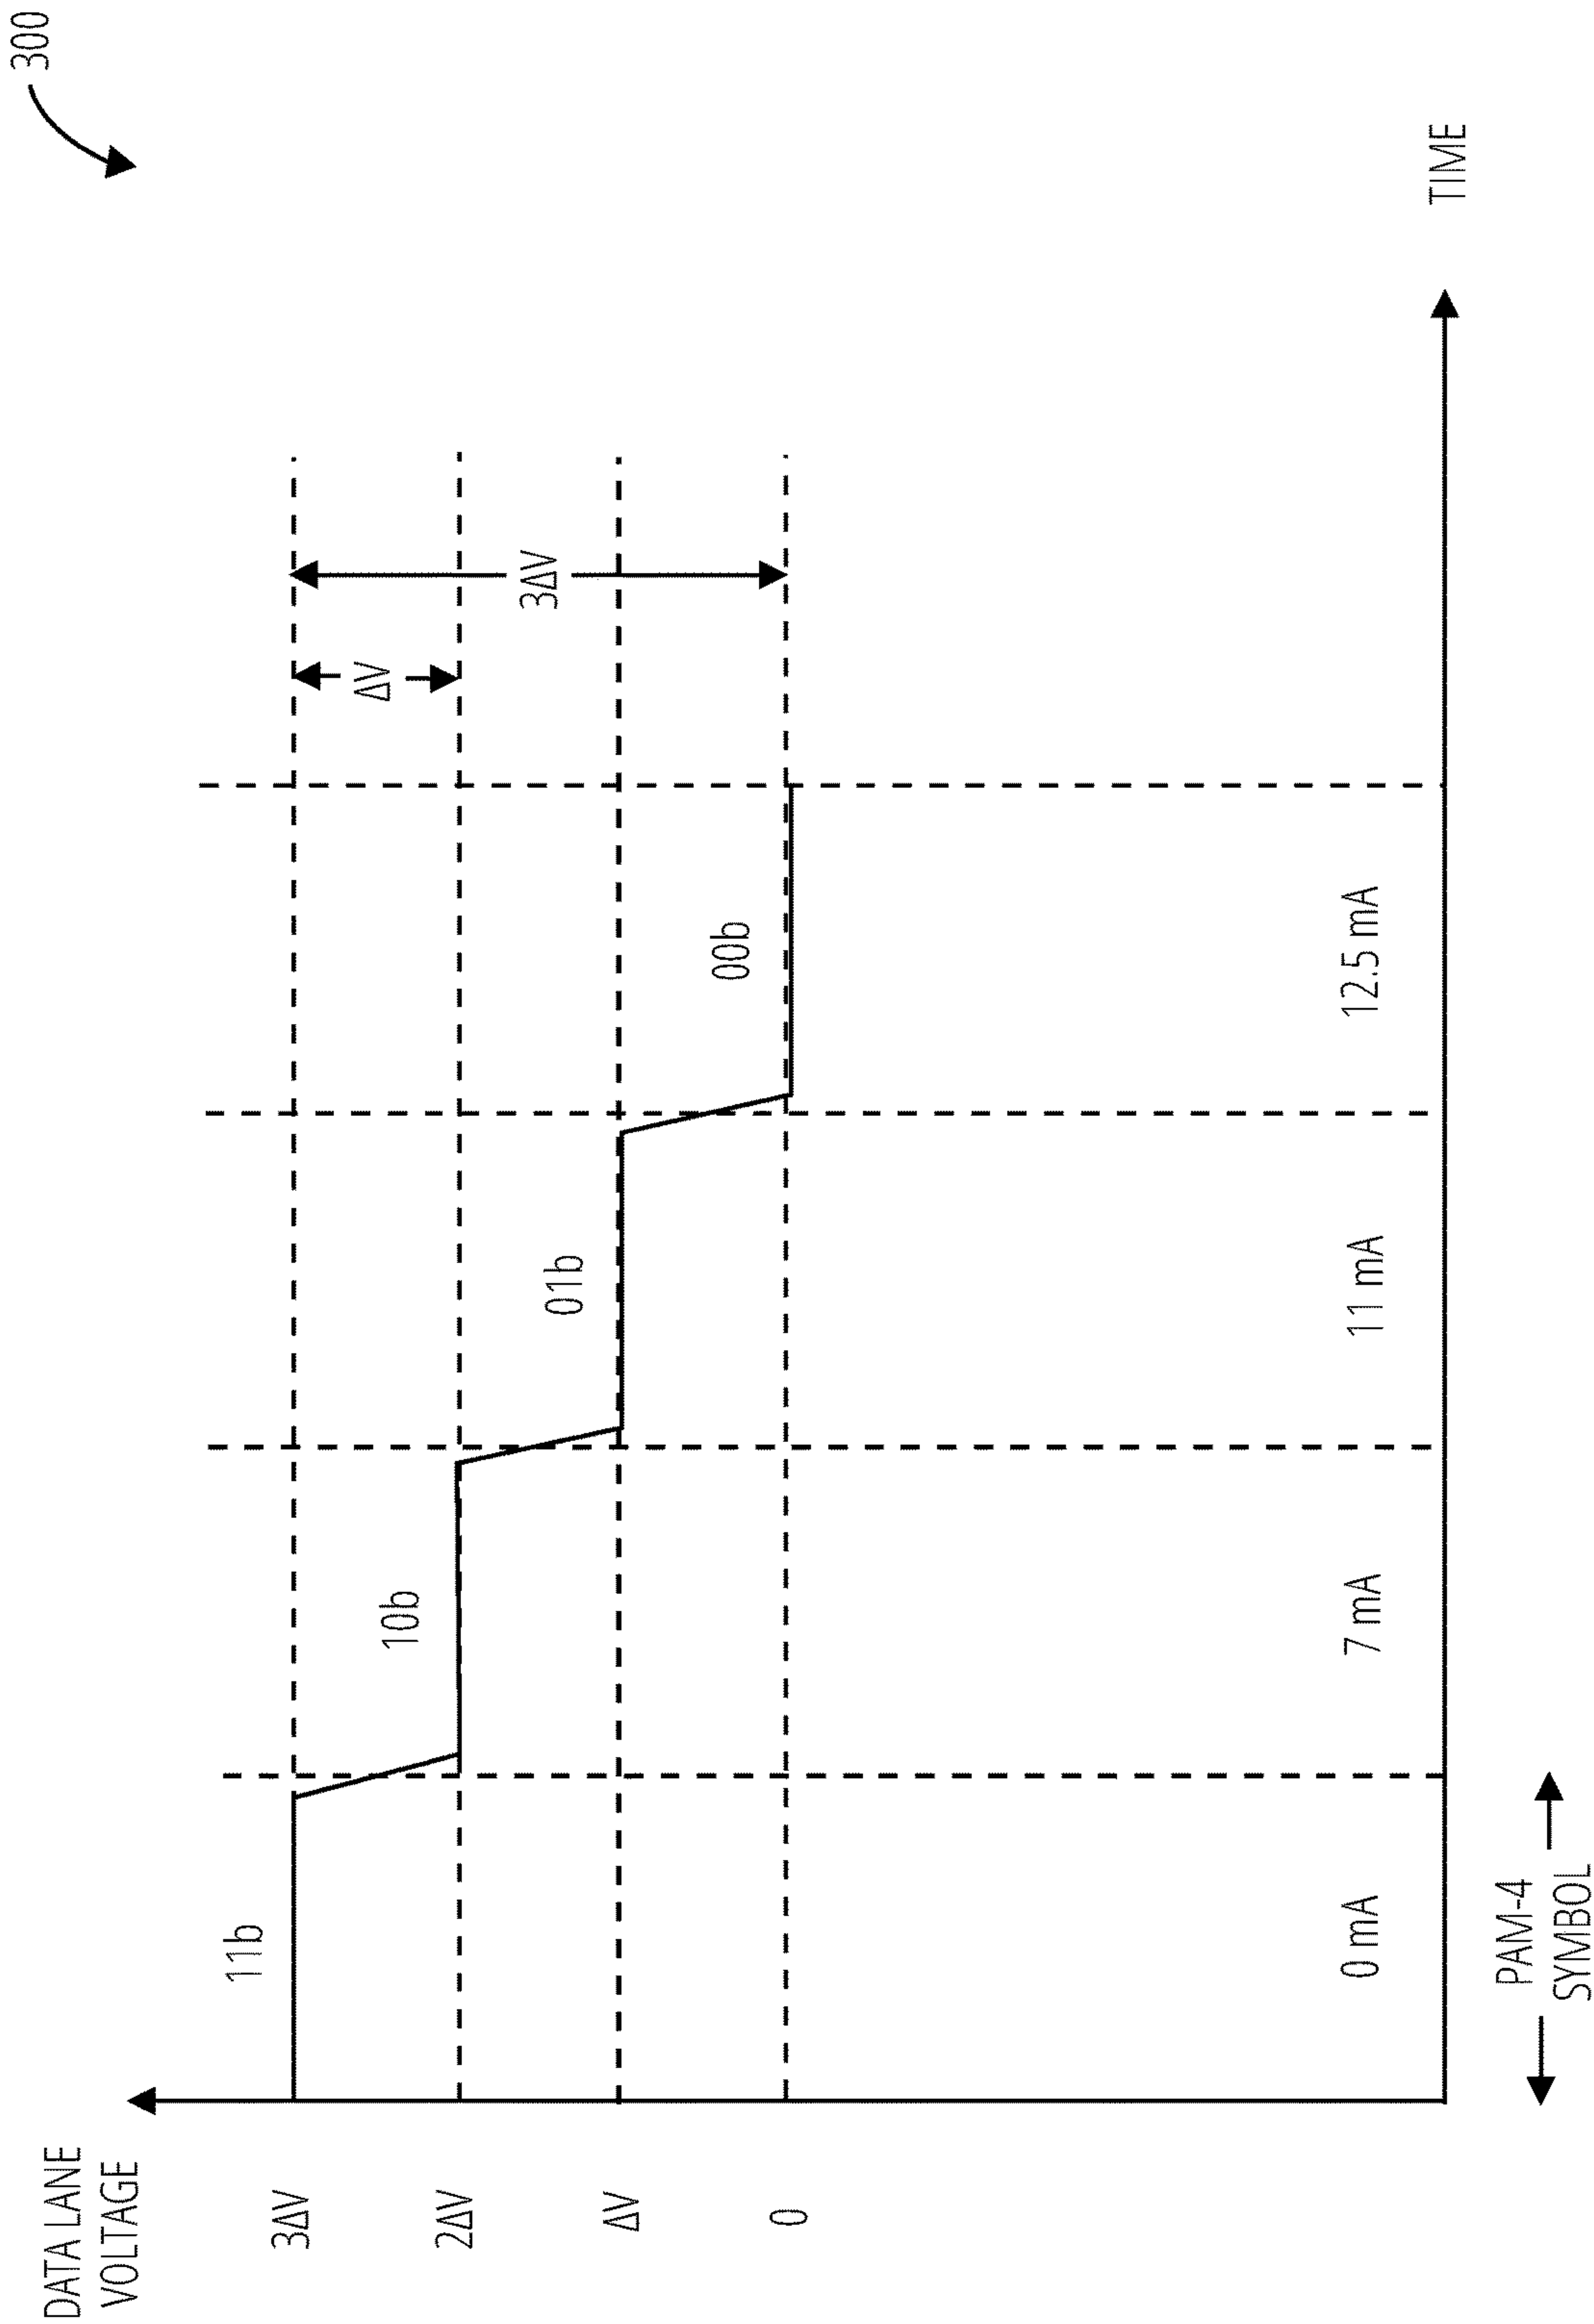 300
DATA LANE
VOLTAGE
3ΔV
11b
2ΔV
10b
ΔV
ΔV
01b
3ΔV
0
00b
0 mA
7 mA
11 mA
12.5 mA
TIME
PAM-4
SYMBOL